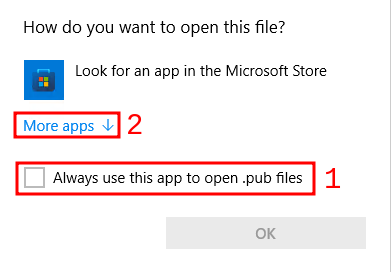 How do you want to open this file?
Look for an app in the Microsoft Store
More apps ↓ 2
Always use this app to open .pub files 1
OK